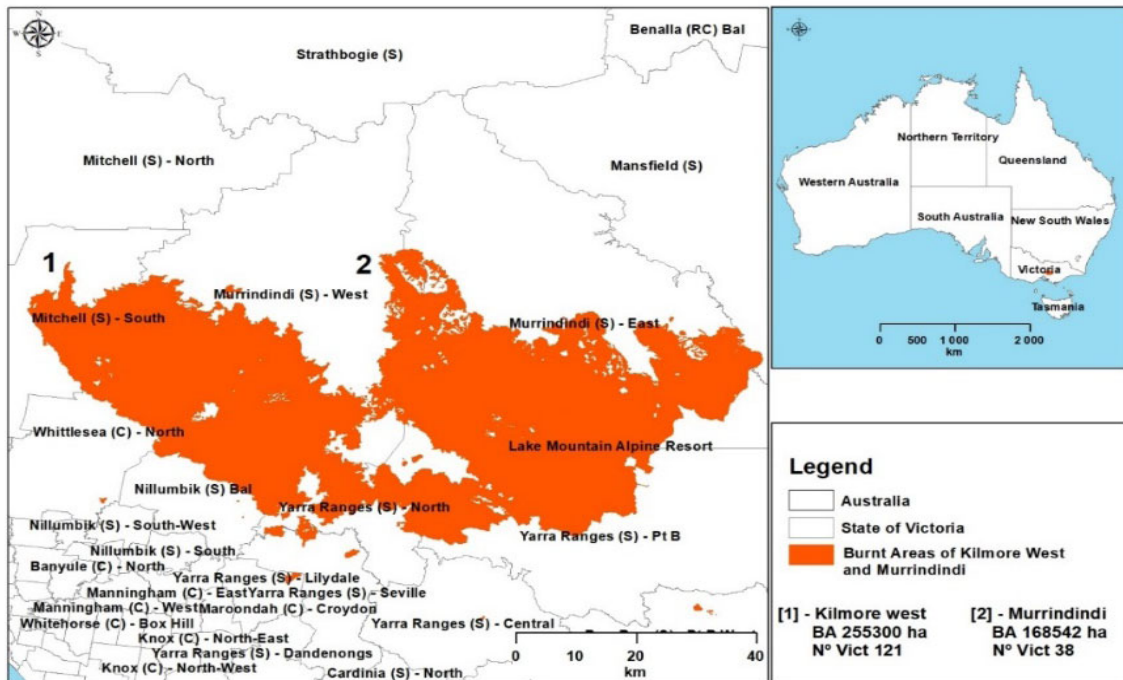 N
W E
S
Benalla (RC) Bal
Strathbogie (S)
Mitchell (S) - North
Mansfield (S)
1
2
Murrindindi (S) - West
Mitchell (S) - South
Murrindindi (S) - East
Whittlesea (C) - North
Lake Mountain Alpine Resort
Nillumbik (S) Bal
Yarra Ranges (S) - North
Nillumbik (S) - South-West
Yarra Ranges (S) - Pt B
Nillumbik (S) - South
Banyule (C) - North
Yarra Ranges (S) - Lilydale
Manningham (C) - East
Yarra Ranges (S) - Seville
Manningham (C) - West
Maroondah (C) - Croydon
Whitehorse (C) - Box Hill
Yarra Ranges (S) - Central
Knox (C) - North-East
Yarra Ranges (S) - Dandenongs
Knox (C) - North-West
Cardinia (S) - North
0 10 20 40
km
Northern Territory
Queensland
Western Australia
South Australia
New South Wales
Victoria
Tasmania
0 500 1 000 2 000
km
Legend
Australia
State of Victoria
Burnt Areas of Kilmore West
and Murrindindi
[1] - Kilmore west
BA 255300 ha
Nº Vict 121
[2] - Murrindindi
BA 168542 ha
Nº Vict 38